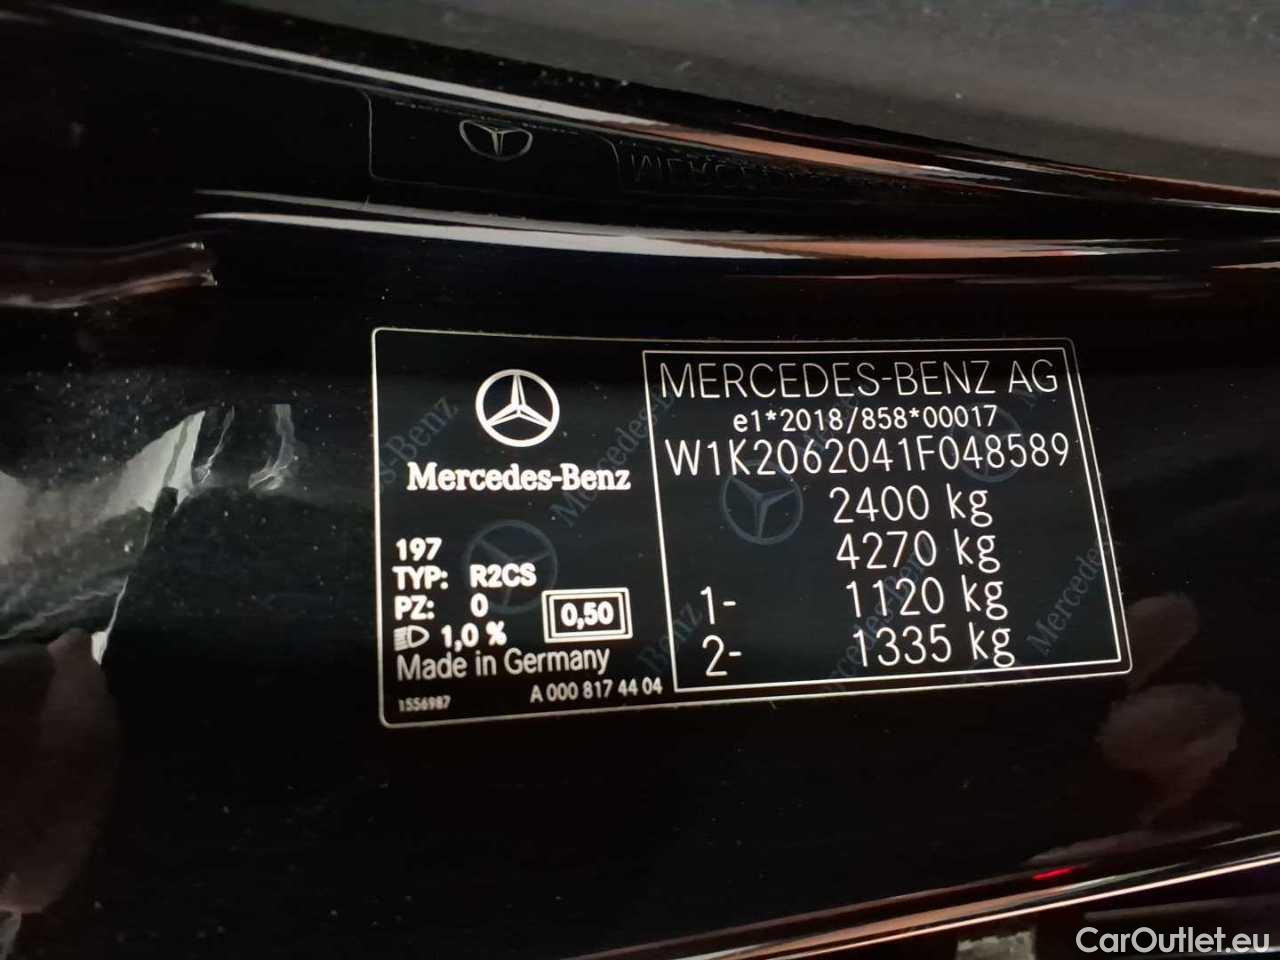 Mercedes-Benz
197
TYP: R2CS
PZ: 0
1,0 %
0,50
Made in Germany
1556987
A 000 817 44 04
MERCEDES-BENZ AG
e1*2018/858*00017
W1K2062041F048589
2400 kg
4270 kg
1- 1120 kg
2- 1335 kg
CarOutlet.eu